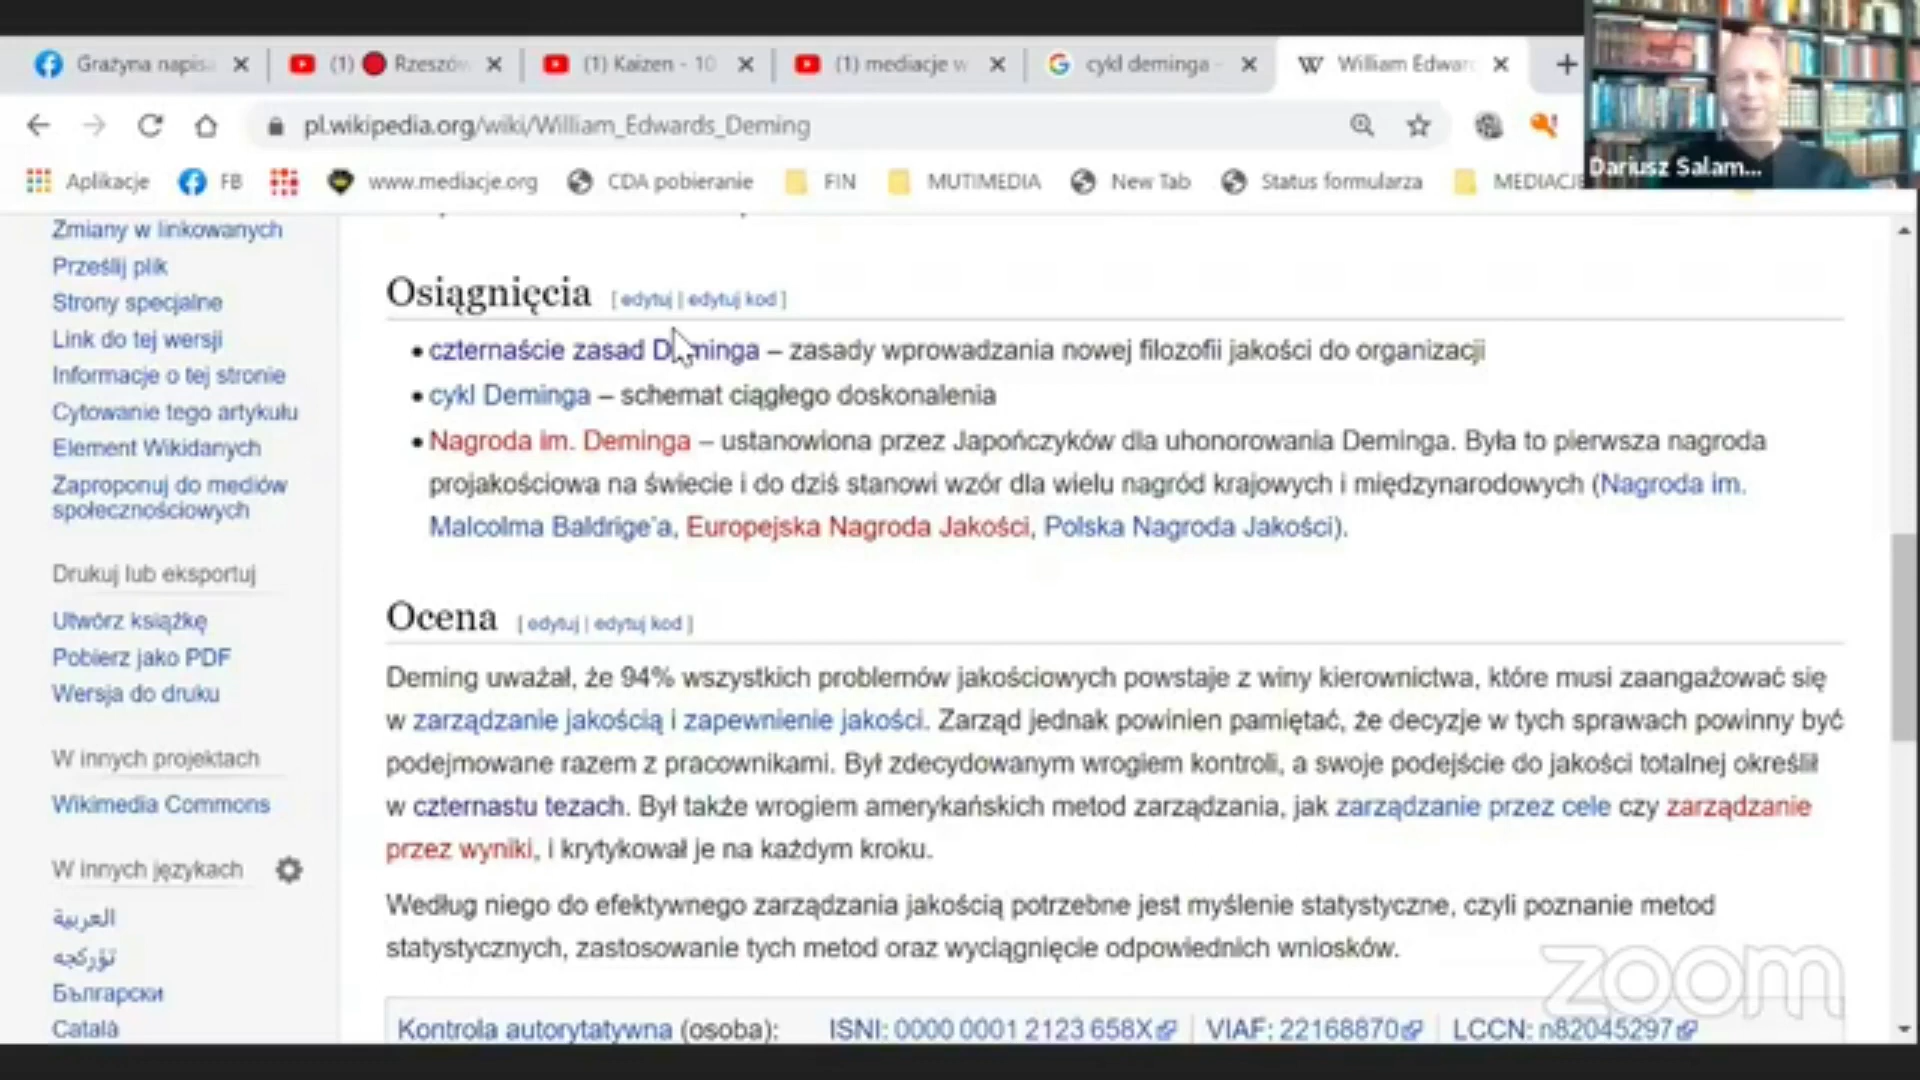 Grażyna napis
(1) Rzeszów
(1) Kaizen - 10
(1) mediacje w
cykl deminga -
William Edwar
pl.wikipedia.org/wiki/William_Edwards_Deming
Aplikacje
FB
www.mediacje.org
CDA pobieranie
FIN
MUTIMEDIA
New Tab
Status formularza
MEDIACJE
Dariusz Salam...
Zmiany w linkowanych
Prześlij plik
Strony specjalne
Link do tej wersji
Informacje o tej stronie
Cytowanie tego artykułu
Element Wikidanych
Zaproponuj do mediów
społecznościowych
Drukuj lub eksportuj
Utwórz książkę
Pobierz jako PDF
Wersja do druku
W innych projektach
Wikimedia Commons
W innych językach
العربية
تۆرکجه
Български
Català
Osiągnięcia [ edytuj | edytuj kod ]
• czternaście zasad Deminga – zasady wprowadzania nowej filozofii jakości do organizacji
• cykl Deminga – schemat ciągłego doskonalenia
• Nagroda im. Deminga – ustanowiona przez Japończyków dla uhonorowania Deminga. Była to pierwsza nagroda
projakościowa na świecie i do dziś stanowi wzór dla wielu nagród krajowych i międzynarodowych (Nagroda im.
Malcolma Baldrige'a, Europejska Nagroda Jakości, Polska Nagroda Jakości).
Ocena [ edytuj | edytuj kod ]
Deming uważał, że 94% wszystkich problemów jakościowych powstaje z winy kierownictwa, które musi zaangażować się
w zarządzanie jakością i zapewnienie jakości. Zarząd jednak powinien pamiętać, że decyzje w tych sprawach powinny być
podejmowane razem z pracownikami. Był zdecydowanym wrogiem kontroli, a swoje podejście do jakości totalnej określił
w czternastu tezach. Był także wrogiem amerykańskich metod zarządzania, jak zarządzanie przez cele czy zarządzanie
przez wyniki, i krytykował je na każdym kroku.
Według niego do efektywnego zarządzania jakością potrzebne jest myślenie statystyczne, czyli poznanie metod
statystycznych, zastosowanie tych metod oraz wyciągnięcie odpowiednich wniosków.
Kontrola autorytatywna (osoba): ISNI: 0000 0001 2123 658X | VIAF: 22168870 | LCCN: n82045297
zoom